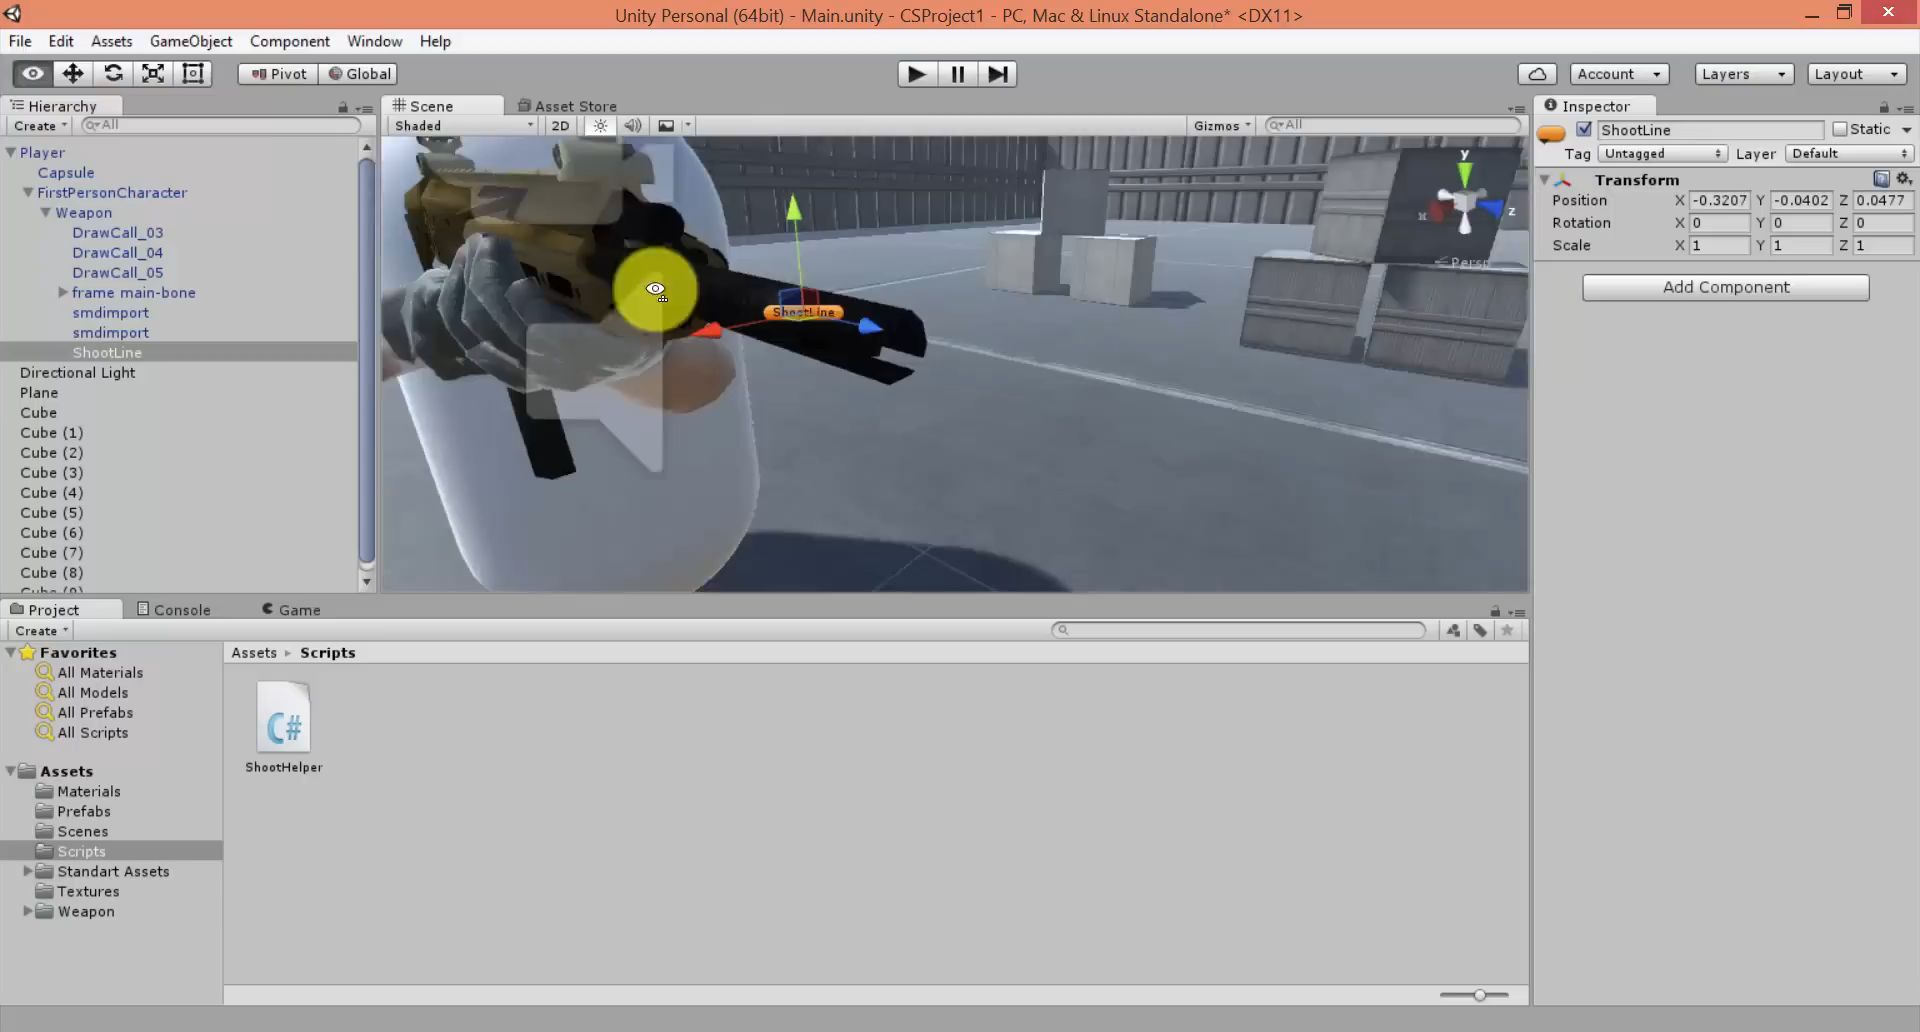 Unity Personal (64bit) - Main.unity - CSProject1 - PC, Mac & Linux Standalone* <DX11>
File Edit Assets GameObject Component Window Help
Pivot Global Account Layers Layout
Hierarchy
Create All
Player
Capsule
FirstPersonCharacter
Weapon
DrawCall_03
DrawCall_04
DrawCall_05
frame main-bone
smdimport
smdimport
ShootLine
Directional Light
Plane
Cube
Cube (1)
Cube (2)
Cube (3)
Cube (4)
Cube (5)
Cube (6)
Cube (7)
Cube (8)
Scene Asset Store
Shaded 2D Gizmos All
y
x z
Persp
ShootLine
Inspector
ShootLine Static
Tag Untagged Layer Default
Transform
Position X -0.3207 Y -0.0402 Z 0.0477
Rotation X 0 Y 0 Z 0
Scale X 1 Y 1 Z 1
Add Component
Project Console Game
Create
Favorites
All Materials
All Models
All Prefabs
All Scripts
Assets
Materials
Prefabs
Scenes
Scripts
Standart Assets
Textures
Weapon
Assets Scripts
C#
ShootHelper